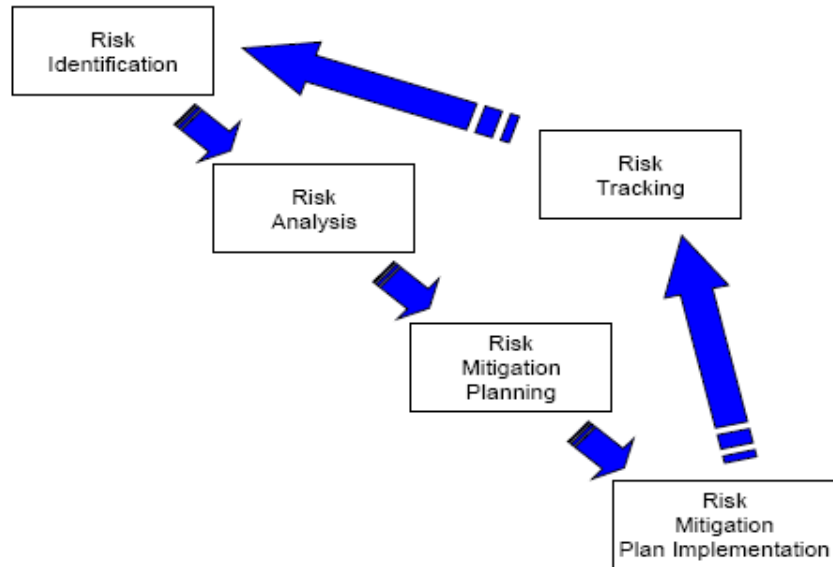 Risk
Identification
Risk
Tracking
Risk
Analysis
Risk
Mitigation
Planning
Risk
Mitigation
Plan Implementation